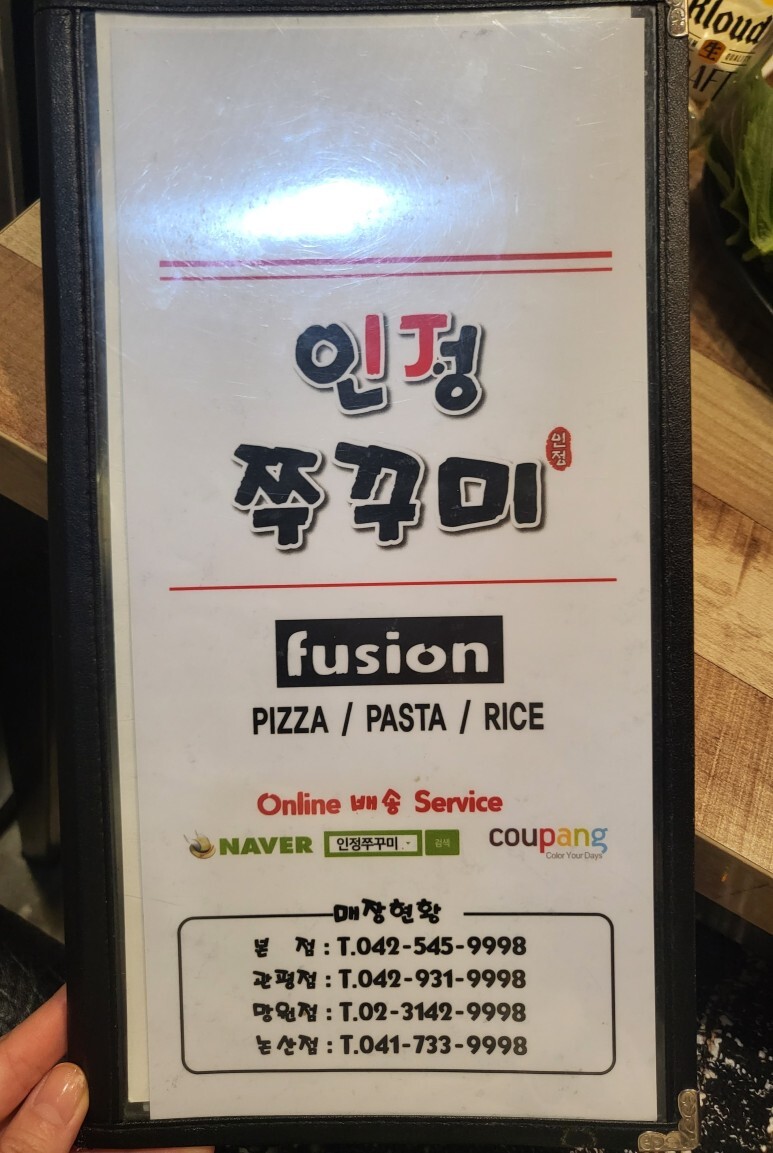 Kloud
生
인정
쭈꾸미
인정
fusion
PIZZA / PASTA / RICE
Online 배송 Service
NAVER 인정쭈꾸미 검색 coupang
Color Your Days
매장현황
본 점 : T.042-545-9998
관평점 : T.042-931-9998
망원점 : T.02-3142-9998
논산점 : T.041-733-9998